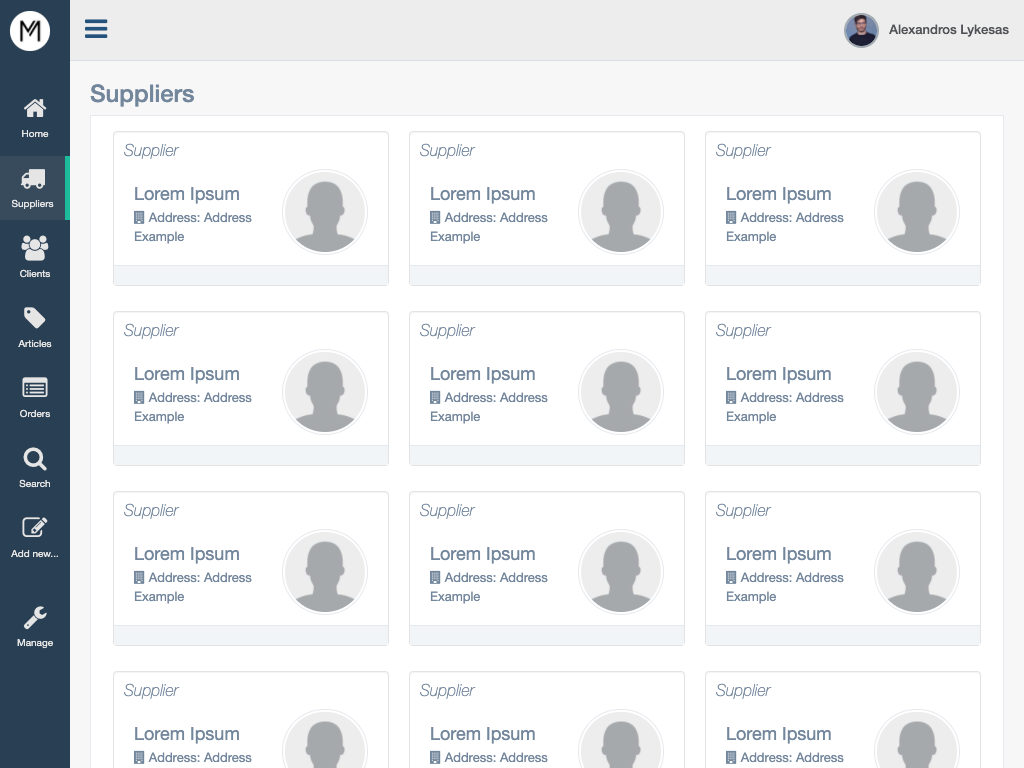 M
Alexandros Lykesas
Home
Suppliers
Clients
Articles
Orders
Search
Add new...
Manage
Suppliers
Supplier
Lorem Ipsum
Address: Address
Example
Supplier
Lorem Ipsum
Address: Address
Example
Supplier
Lorem Ipsum
Address: Address
Example
Supplier
Lorem Ipsum
Address: Address
Example
Supplier
Lorem Ipsum
Address: Address
Example
Supplier
Lorem Ipsum
Address: Address
Example
Supplier
Lorem Ipsum
Address: Address
Example
Supplier
Lorem Ipsum
Address: Address
Example
Supplier
Lorem Ipsum
Address: Address
Example
Supplier
Lorem Ipsum
Address: Address
Supplier
Lorem Ipsum
Address: Address
Supplier
Lorem Ipsum
Address: Address